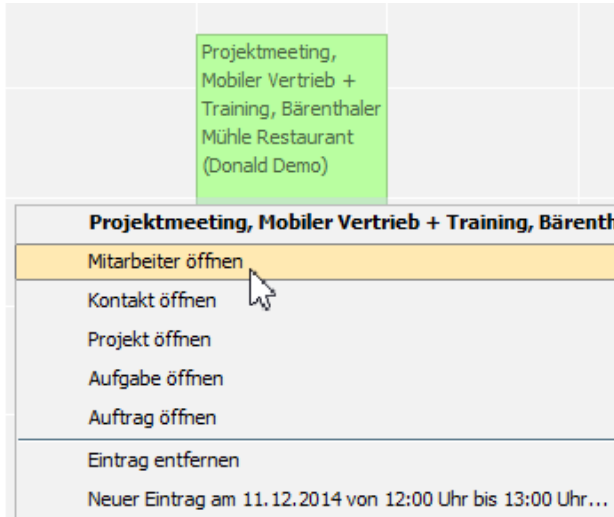 Projektmeeting,
Mobiler Vertrieb +
Training, Bärenthaler
Mühle Restaurant
(Donald Demo)
Projektmeeting, Mobiler Vertrieb + Training, Bärenth
Mitarbeiter öffnen
Kontakt öffnen
Projekt öffnen
Aufgabe öffnen
Auftrag öffnen
Eintrag entfernen
Neuer Eintrag am 11.12.2014 von 12:00 Uhr bis 13:00 Uhr...